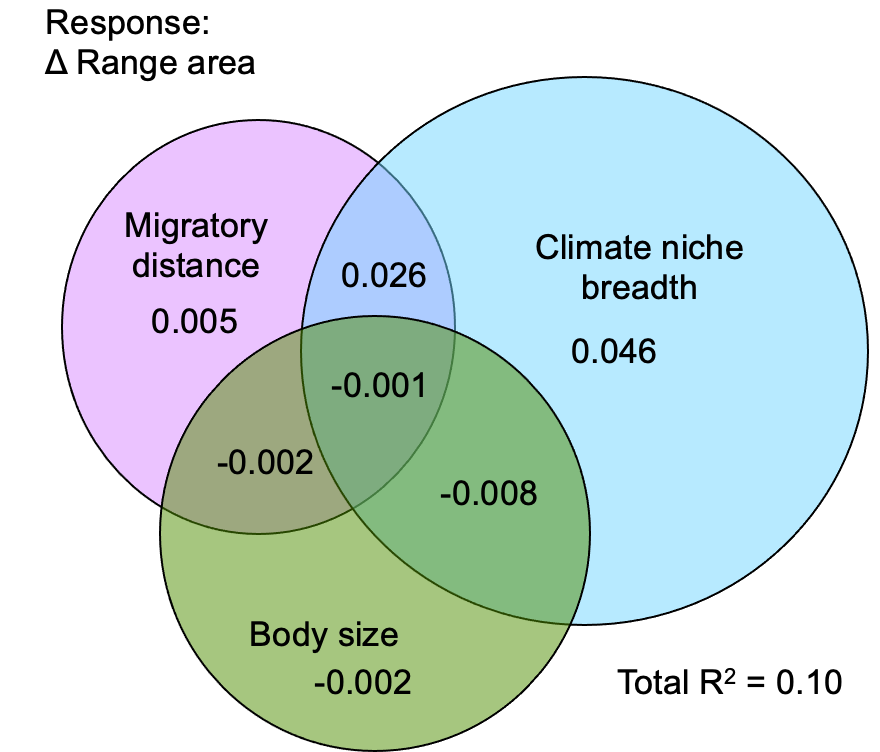 Response:
Δ Range area
Migratory
distance
0.005
0.026
Climate niche
breadth
0.046
-0.001
-0.002
-0.008
Body size
-0.002
Total R² = 0.10